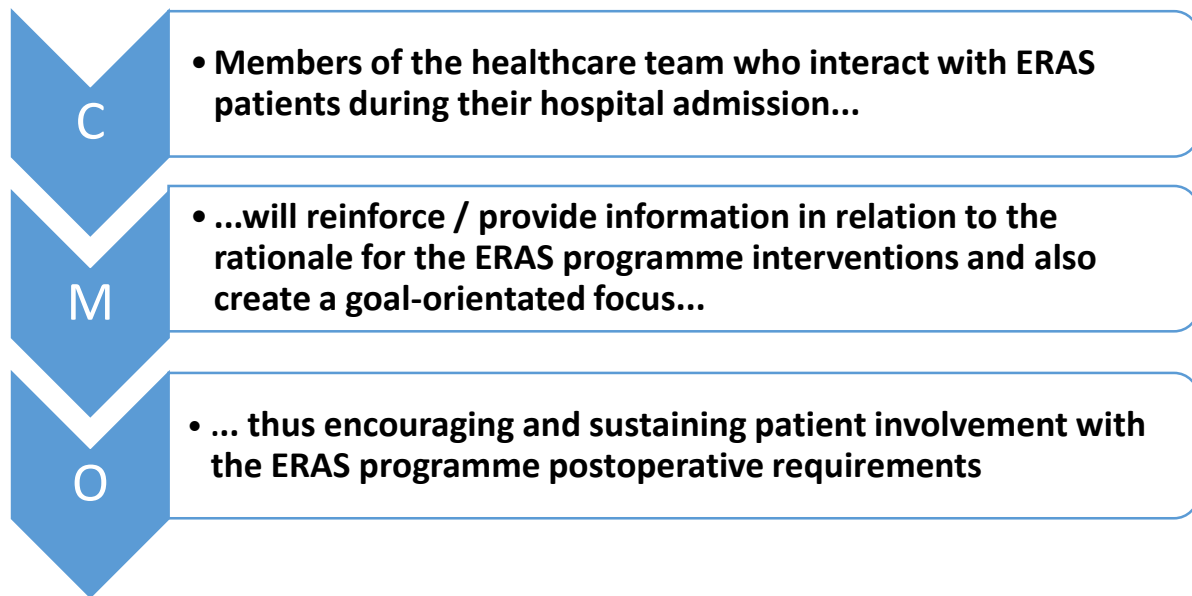 C
• Members of the healthcare team who interact with ERAS
patients during their hospital admission...
M
• ...will reinforce / provide information in relation to the
rationale for the ERAS programme interventions and also
create a goal-orientated focus...
O
• ... thus encouraging and sustaining patient involvement with
the ERAS programme postoperative requirements